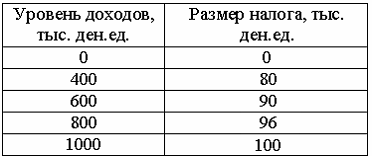 Уровень доходов, тыс. ден.ед.
Размер налога, тыс. ден.ед.
0 0
400 80
600 90
800 96
1000 100